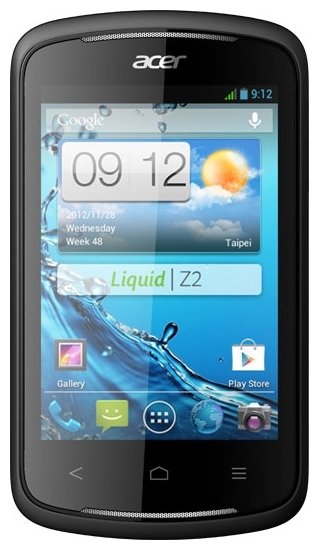 acer
9:12
Google
09 12
2012/11/28
Wednesday
Week 48
Taipei
Liquid | Z2
Gallery
Play Store